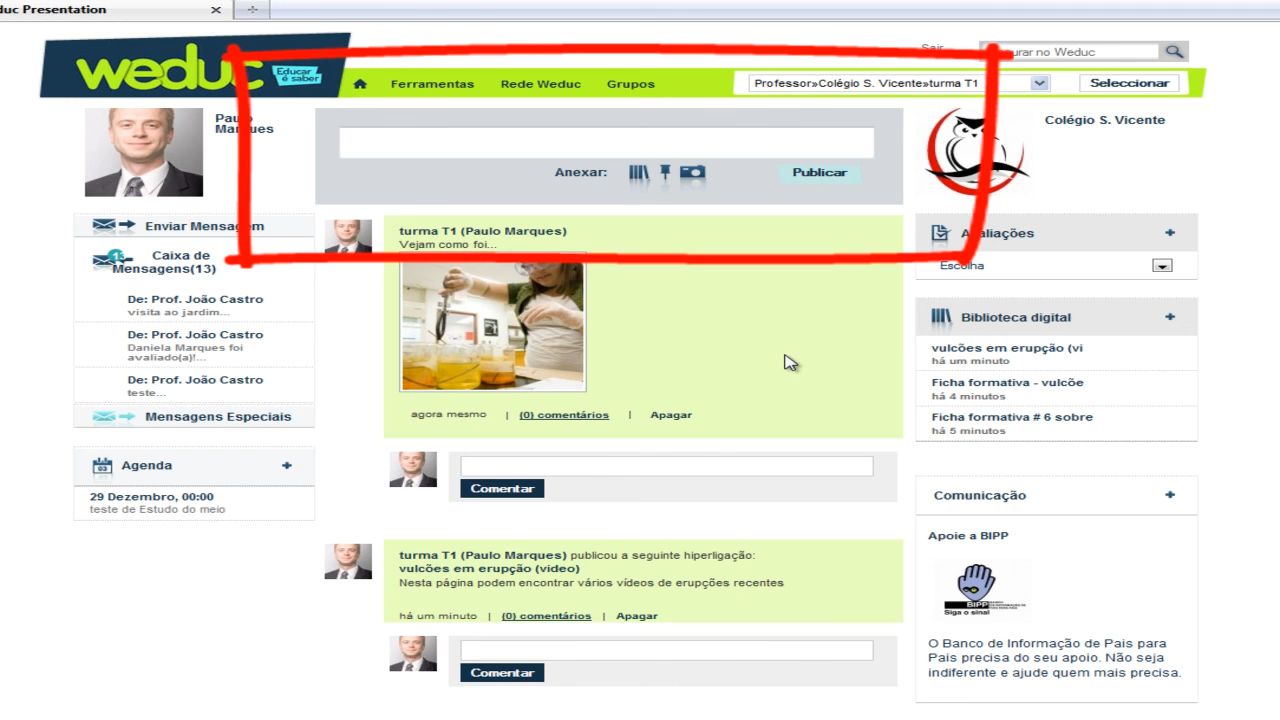 duc Presentation
weduc
Educar
é saber
Sair
urar no Weduc
Ferramentas
Rede Weduc
Grupos
Professor»Colégio S. Vicente»turma T1
Seleccionar
Paulo
Marques
Anexar:
Publicar
Colégio S. Vicente
Enviar Mensagem
13
Caixa de
Mensagens(13)
De: Prof. João Castro
visita ao jardim...
De: Prof. João Castro
Daniela Marques foi
avaliado(a)!...
De: Prof. João Castro
teste...
Mensagens Especiais
03
Agenda
29 Dezembro, 00:00
teste de Estudo do meio
turma T1 (Paulo Marques)
Vejam como foi...
agora mesmo | (0) comentários | Apagar
Comentar
turma T1 (Paulo Marques) publicou a seguinte hiperligação:
vulcões em erupção (video)
Nesta página podem encontrar vários vídeos de erupções recentes
há um minuto | (0) comentários | Apagar
Comentar
Avaliações
Escolha
Biblioteca digital
vulcões em erupção (vi
há um minuto
Ficha formativa - vulcõe
há 4 minutos
Ficha formativa # 6 sobre
há 5 minutos
Comunicação
Apoie a BIPP
BIPP
Siga o sinal
O Banco de Informação de Pais para
Pais precisa do seu apoio. Não seja
indiferente e ajude quem mais precisa.